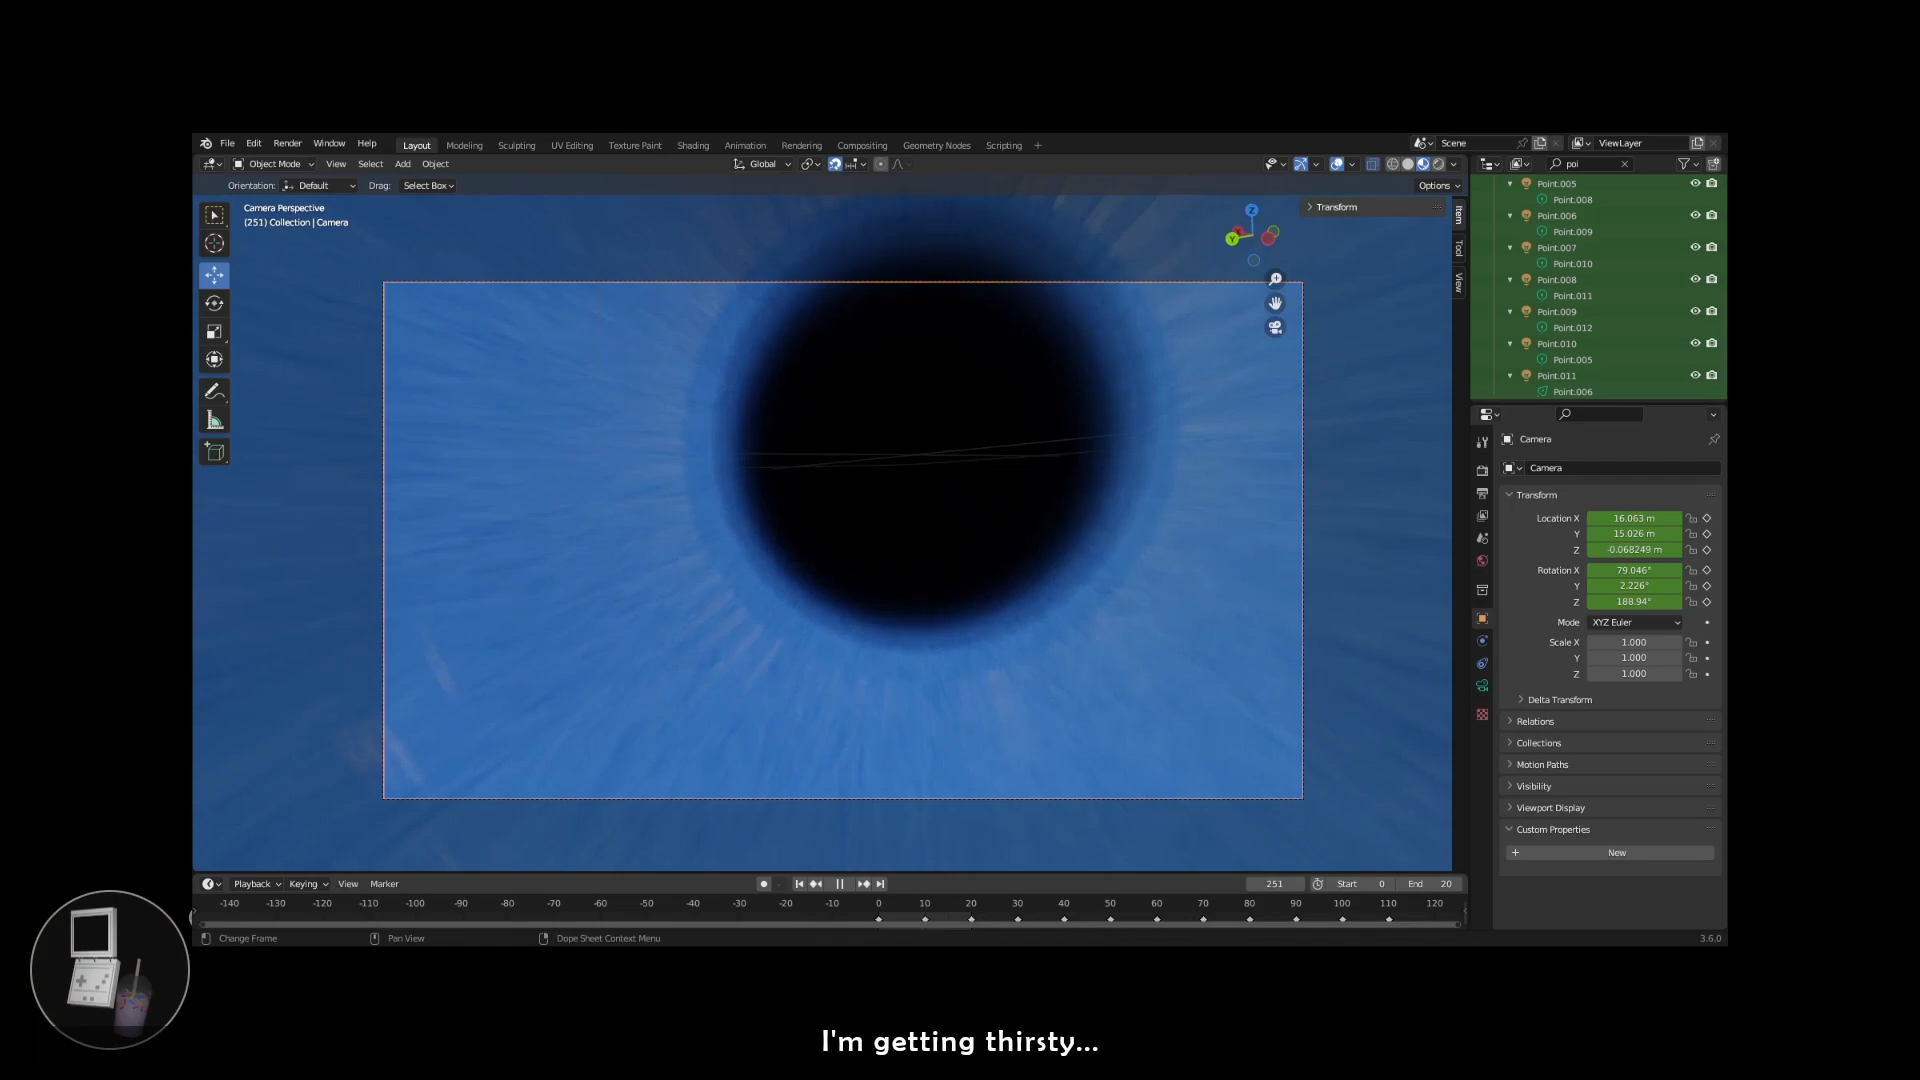 File Edit Render Window Help Layout Modeling Sculpting UV Editing Texture Paint Shading Animation Rendering Compositing Geometry Nodes Scripting + Scene ViewLayer
Object Mode View Select Add Object Global poi
Orientation: Default Drag: Select Box Options
Camera Perspective
(251) Collection | Camera
Transform
Item
Tool
View
Z
Y
Point.005
Point.008
Point.006
Point.009
Point.007
Point.010
Point.008
Point.011
Point.009
Point.012
Point.010
Point.005
Point.011
Point.006
Camera
Camera
Transform
Location X 16.063 m
Y 15.026 m
Z -0.068249 m
Rotation X 79.046°
Y 2.226°
Z 188.94°
Mode XYZ Euler
Scale X 1.000
Y 1.000
Z 1.000
Delta Transform
Relations
Collections
Motion Paths
Visibility
Viewport Display
Custom Properties
+ New
Playback Keying View Marker 251 Start 0 End 20
-140 -130 -120 -110 -100 -90 -80 -70 -60 -50 -40 -30 -20 -10 0 10 20 30 40 50 60 70 80 90 100 110 120
Change Frame Pan View Dope Sheet Context Menu 3.6.0
I'm getting thirsty...